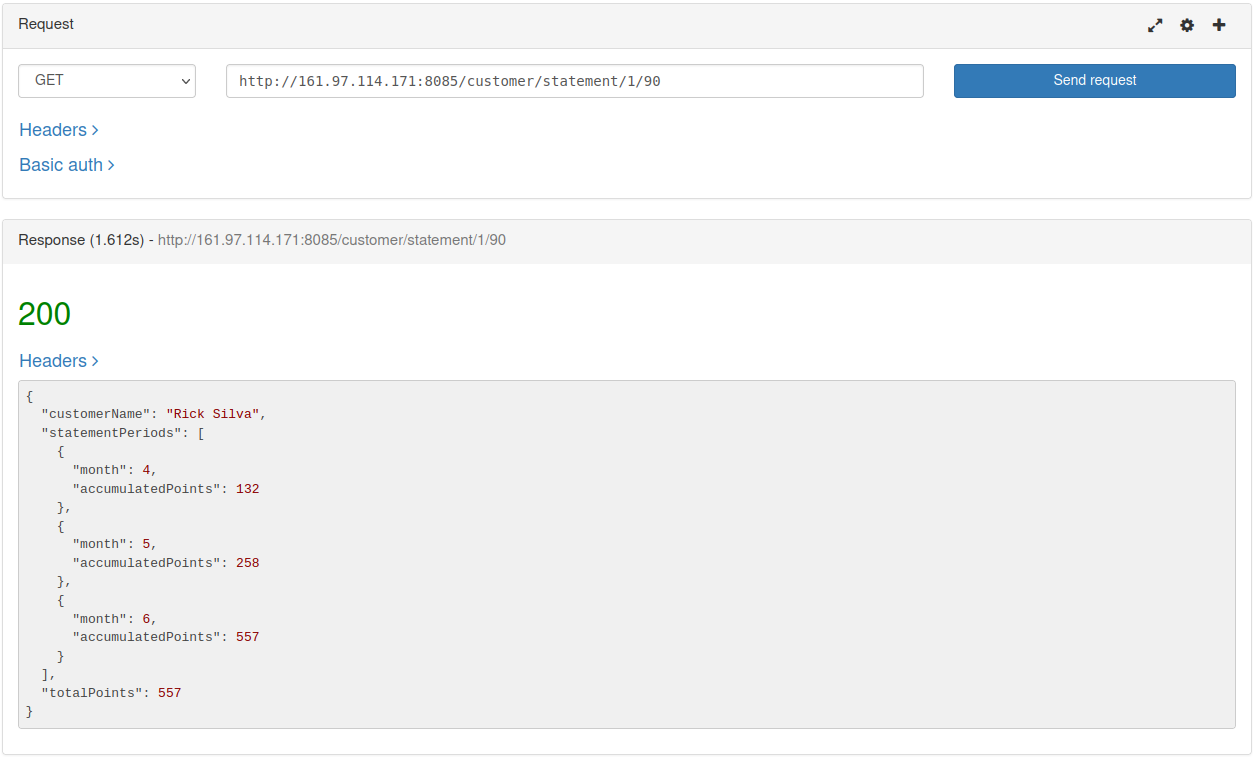 Request
GET http://161.97.114.171:8085/customer/statement/1/90 Send request
Headers
Basic auth
Response (1.612s) - http://161.97.114.171:8085/customer/statement/1/90
200
Headers
{
  "customerName": "Rick Silva",
  "statementPeriods": [
    {
      "month": 4,
      "accumulatedPoints": 132
    },
    {
      "month": 5,
      "accumulatedPoints": 258
    },
    {
      "month": 6,
      "accumulatedPoints": 557
    }
  ],
  "totalPoints": 557
}